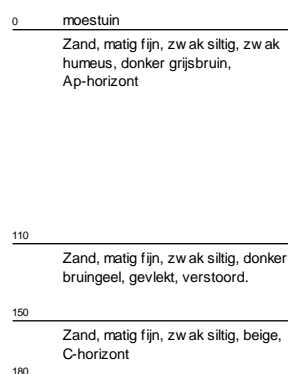 0 moestuin
Zand, matig fijn, zwak siltig, zwak
humeus, donker grijsbruin,
Ap-horizont
110
Zand, matig fijn, zwak siltig, donker
bruingeel, gevlekt, verstoord.
150
Zand, matig fijn, zwak siltig, beige,
C-horizont
180